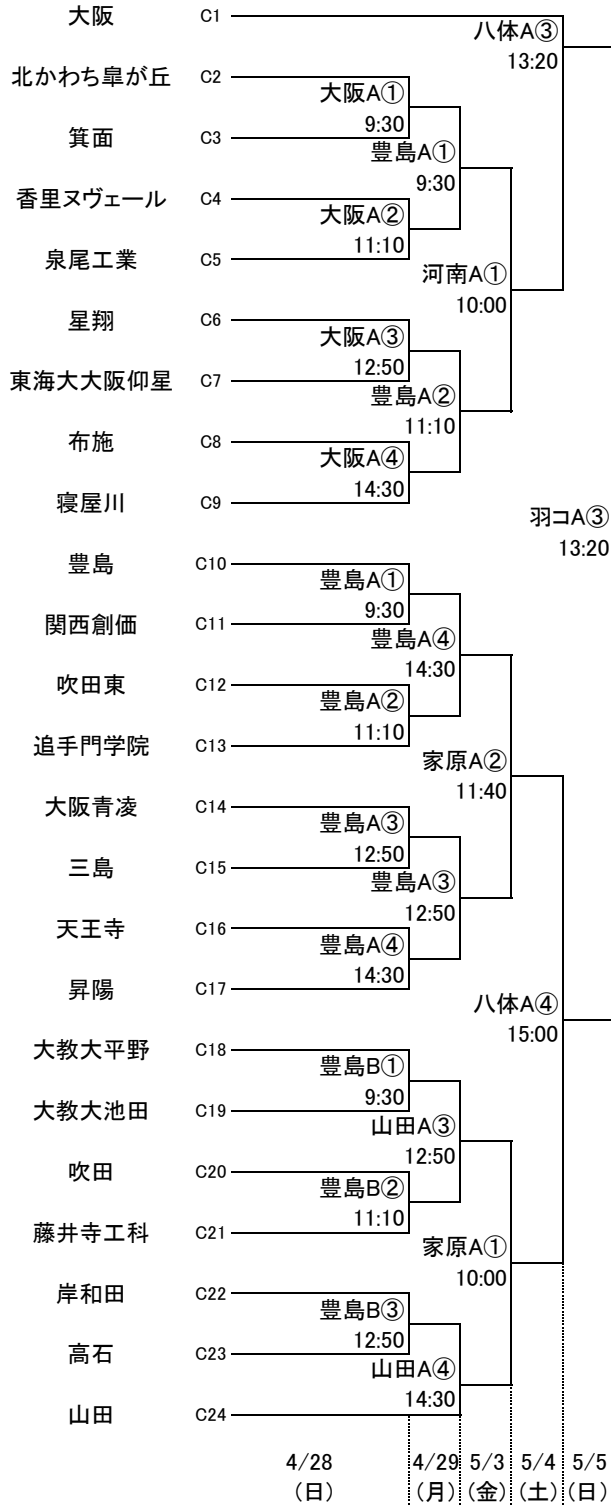 大阪 C1
八体A③
13:20
北かわち皐が丘 C2
大阪A①
9:30
箕面 C3
豊島A①
9:30
香里ヌヴェール C4
大阪A②
11:10
泉尾工業 C5
河南A①
10:00
星翔 C6
大阪A③
12:50
東海大大阪仰星 C7
豊島A②
11:10
布施 C8
大阪A④
14:30
寝屋川 C9
羽コA③
13:20
豊島 C10
豊島A①
9:30
関西創価 C11
豊島A④
14:30
吹田東 C12
豊島A②
11:10
追手門学院 C13
家原A②
11:40
大阪青凌 C14
豊島A③
12:50
三島 C15
豊島A③
12:50
天王寺 C16
豊島A④
14:30
昇陽 C17
八体A④
15:00
大教大平野 C18
豊島B①
9:30
大教大池田 C19
山田A③
12:50
吹田 C20
豊島B②
11:10
藤井寺工科 C21
家原A①
10:00
岸和田 C22
豊島B③
12:50
高石 C23
山田A④
14:30
山田 C24
4/28 4/29 5/3 5/4 5/5
(日) (月) (金) (土) (日)